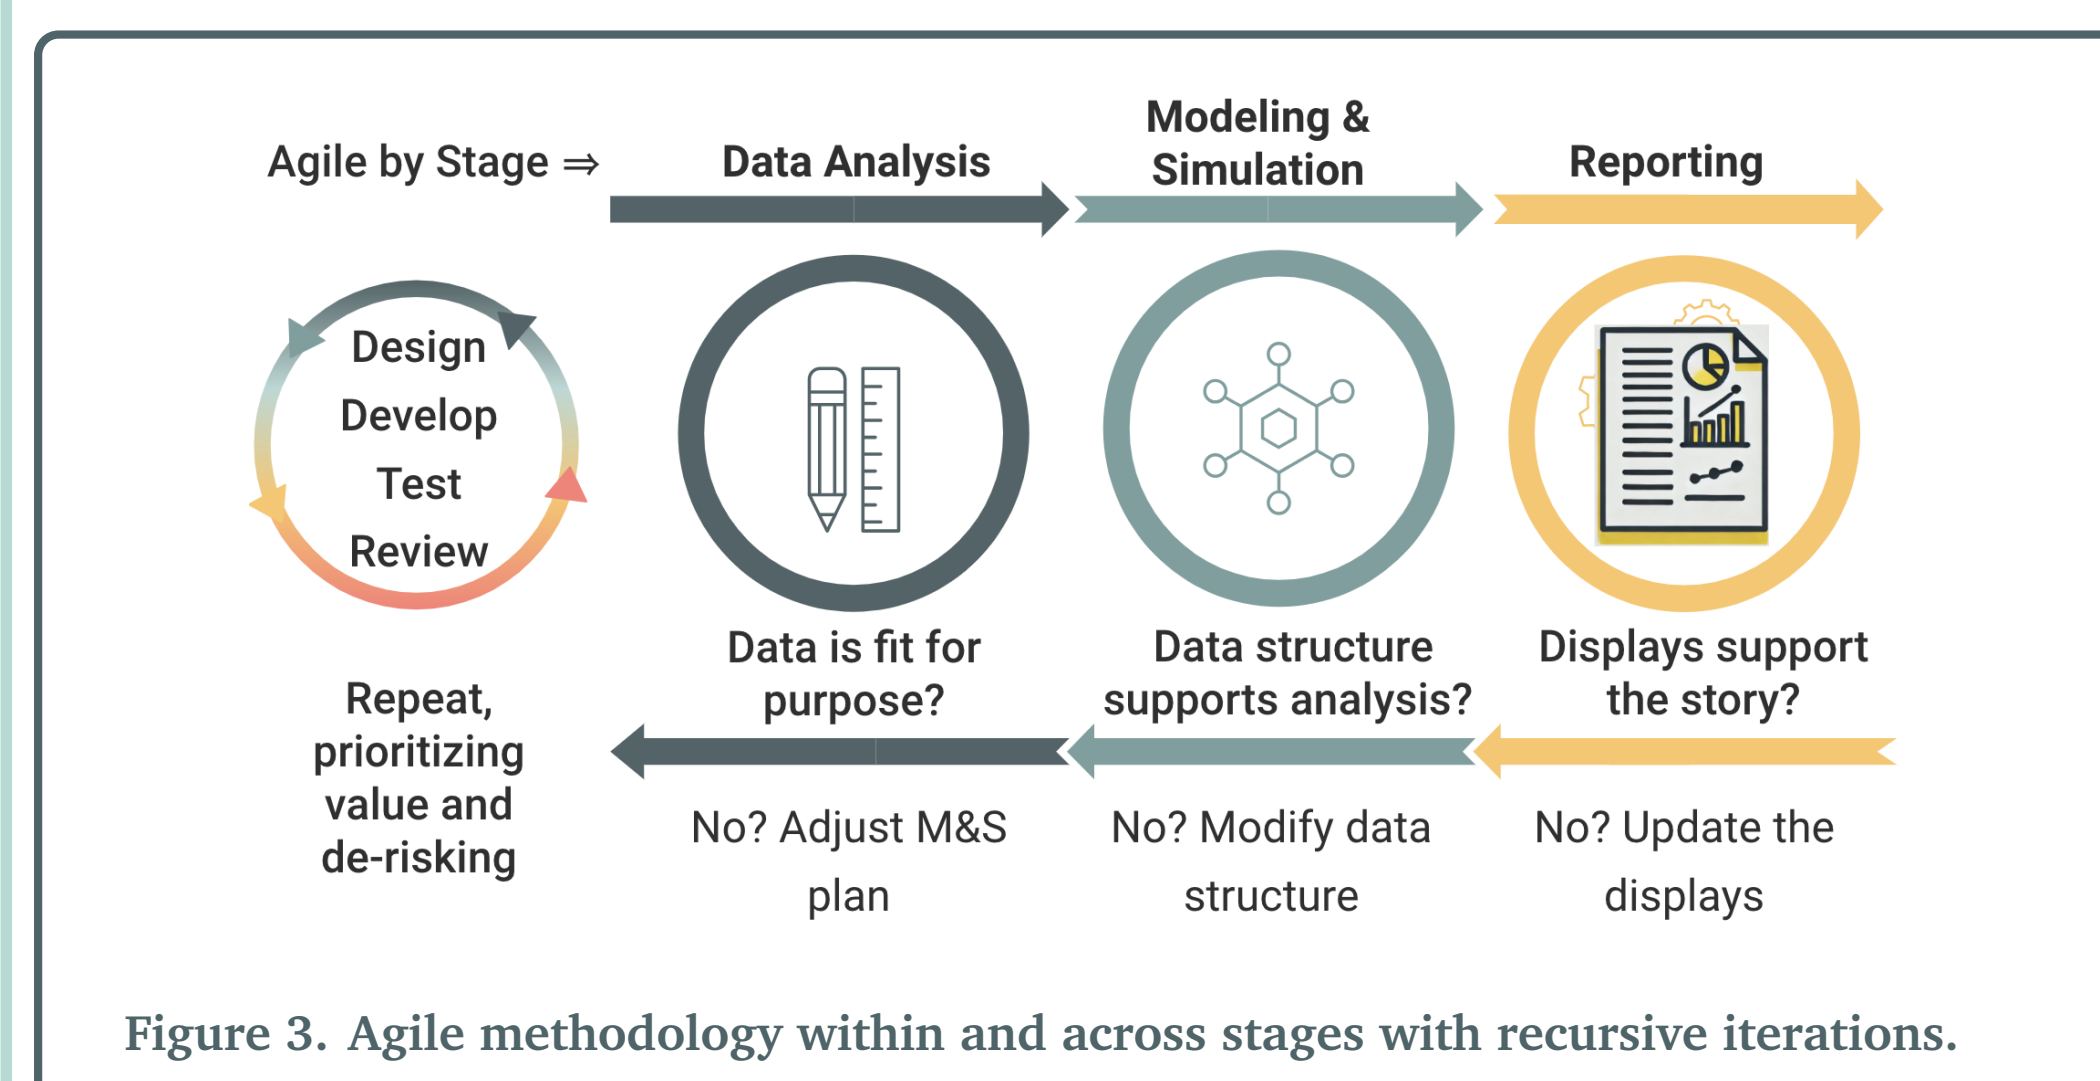 Agile by Stage ⇒
Data Analysis
Modeling &
Simulation
Reporting
Design
Develop
Test
Review
Repeat,
prioritizing
value and
de-risking
Data is fit for
purpose?
Data structure
supports analysis?
Displays support
the story?
No? Adjust M&S
plan
No? Modify data
structure
No? Update the
displays
Figure 3. Agile methodology within and across stages with recursive iterations.